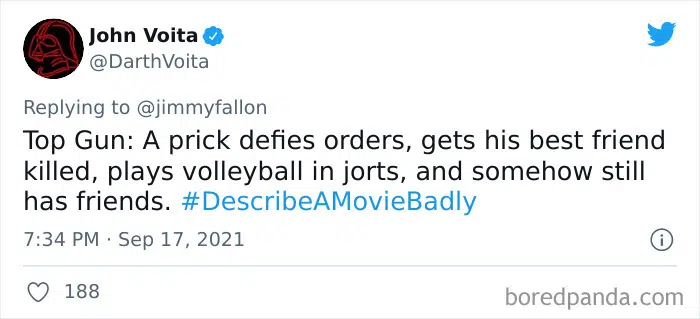 John Voita
@DarthVoita
Replying to @jimmyfallon
Top Gun: A prick defies orders, gets his best friend
killed, plays volleyball in jorts, and somehow still
has friends. #DescribeAMovieBadly
7:34 PM · Sep 17, 2021
188
boredpanda.com